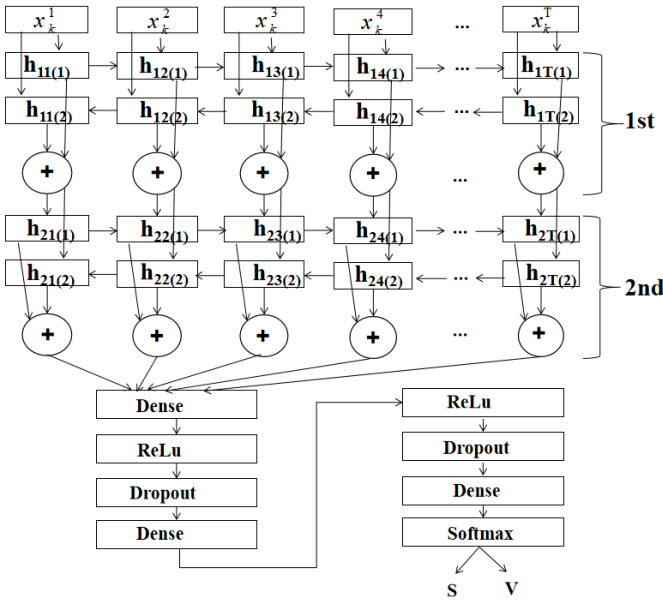 x_k^1 x_k^2 x_k^3 x_k^4 ... x_k^T
h11(1) h12(1) h13(1) h14(1) ... h1T(1)
h11(2) h12(2) h13(2) h14(2) ... h1T(2)
1st
+ + + + ... +
h21(1) h22(1) h23(1) h24(1) ... h2T(1)
h21(2) h22(2) h23(2) h24(2) ... h2T(2)
2nd
+ + + + ... +
Dense
ReLu
Dropout
Dense
ReLu
Dropout
Dense
Softmax
S V